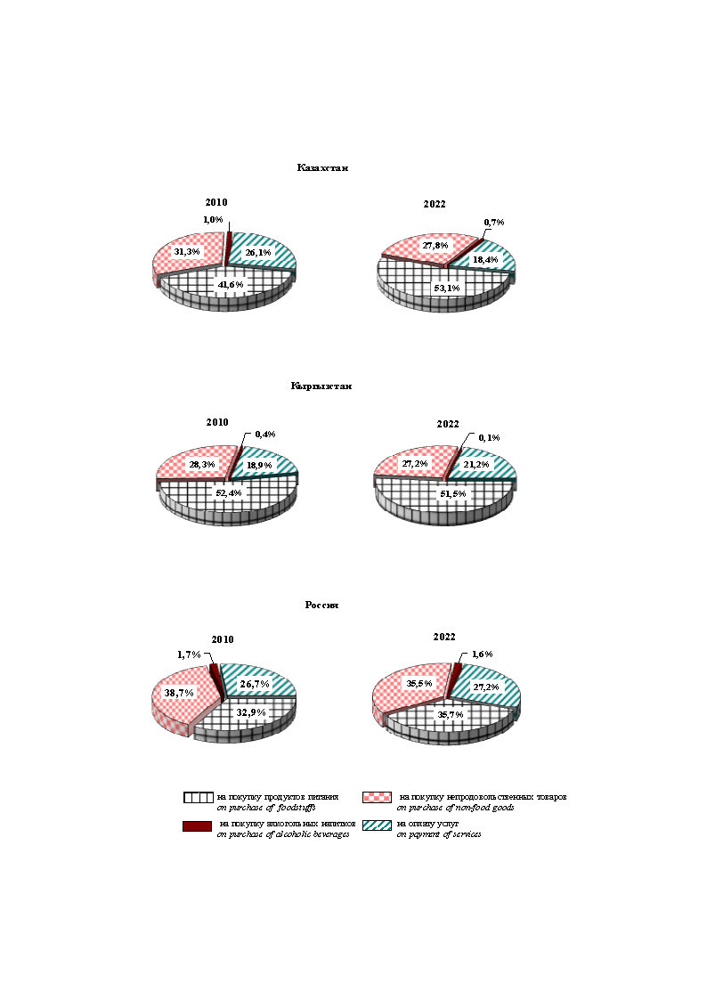 Казахстан
2010
2022
1,0%
0,7%
31,3%
26,1%
27,8%
18,4%
41,6%
53,1%
Кыргызстан
2010
2022
0,4%
0,1%
28,3%
18,9%
27,2%
21,2%
52,4%
51,5%
Россия
2010
2022
1,7%
1,6%
38,7%
26,7%
35,5%
27,2%
32,9%
35,7%
на покупку продуктов питания
on purchase of foodstuffs
на покупку непродовольственных товаров
on purchase of non-food goods
на покупку алкогольных напитков
on purchase of alcoholic beverages
на оплату услуг
on payment of services